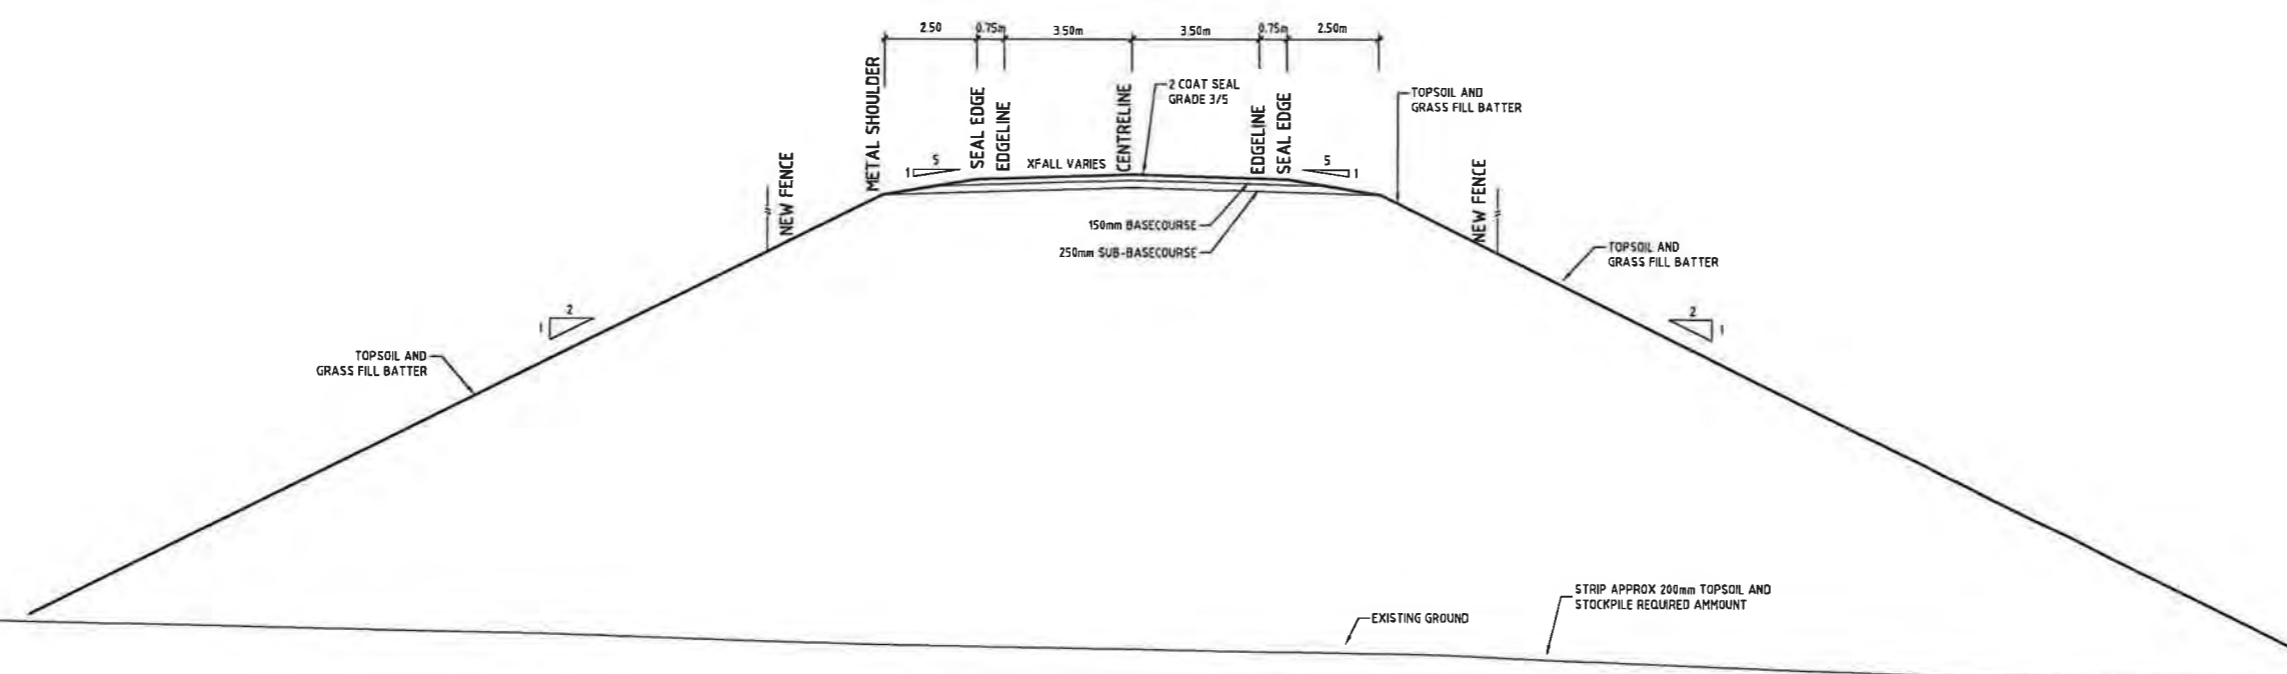 2.50 0.75m 3.50m 3.50m 0.75m 2.50m
METAL SHOULDER
SEAL EDGE
EDGELINE
CENTRELINE
EDGELINE
SEAL EDGE
2 COAT SEAL
GRADE 3/5
TOPSOIL AND
GRASS FILL BATTER
NEW FENCE
1 5
XFALL VARIES
5 1
NEW FENCE
150mm BASECOURSE
250mm SUB-BASECOURSE
TOPSOIL AND
GRASS FILL BATTER
2
1
2
1
TOPSOIL AND
GRASS FILL BATTER
STRIP APPROX 200mm TOPSOIL AND
STOCKPILE REQUIRED AMMOUNT
EXISTING GROUND